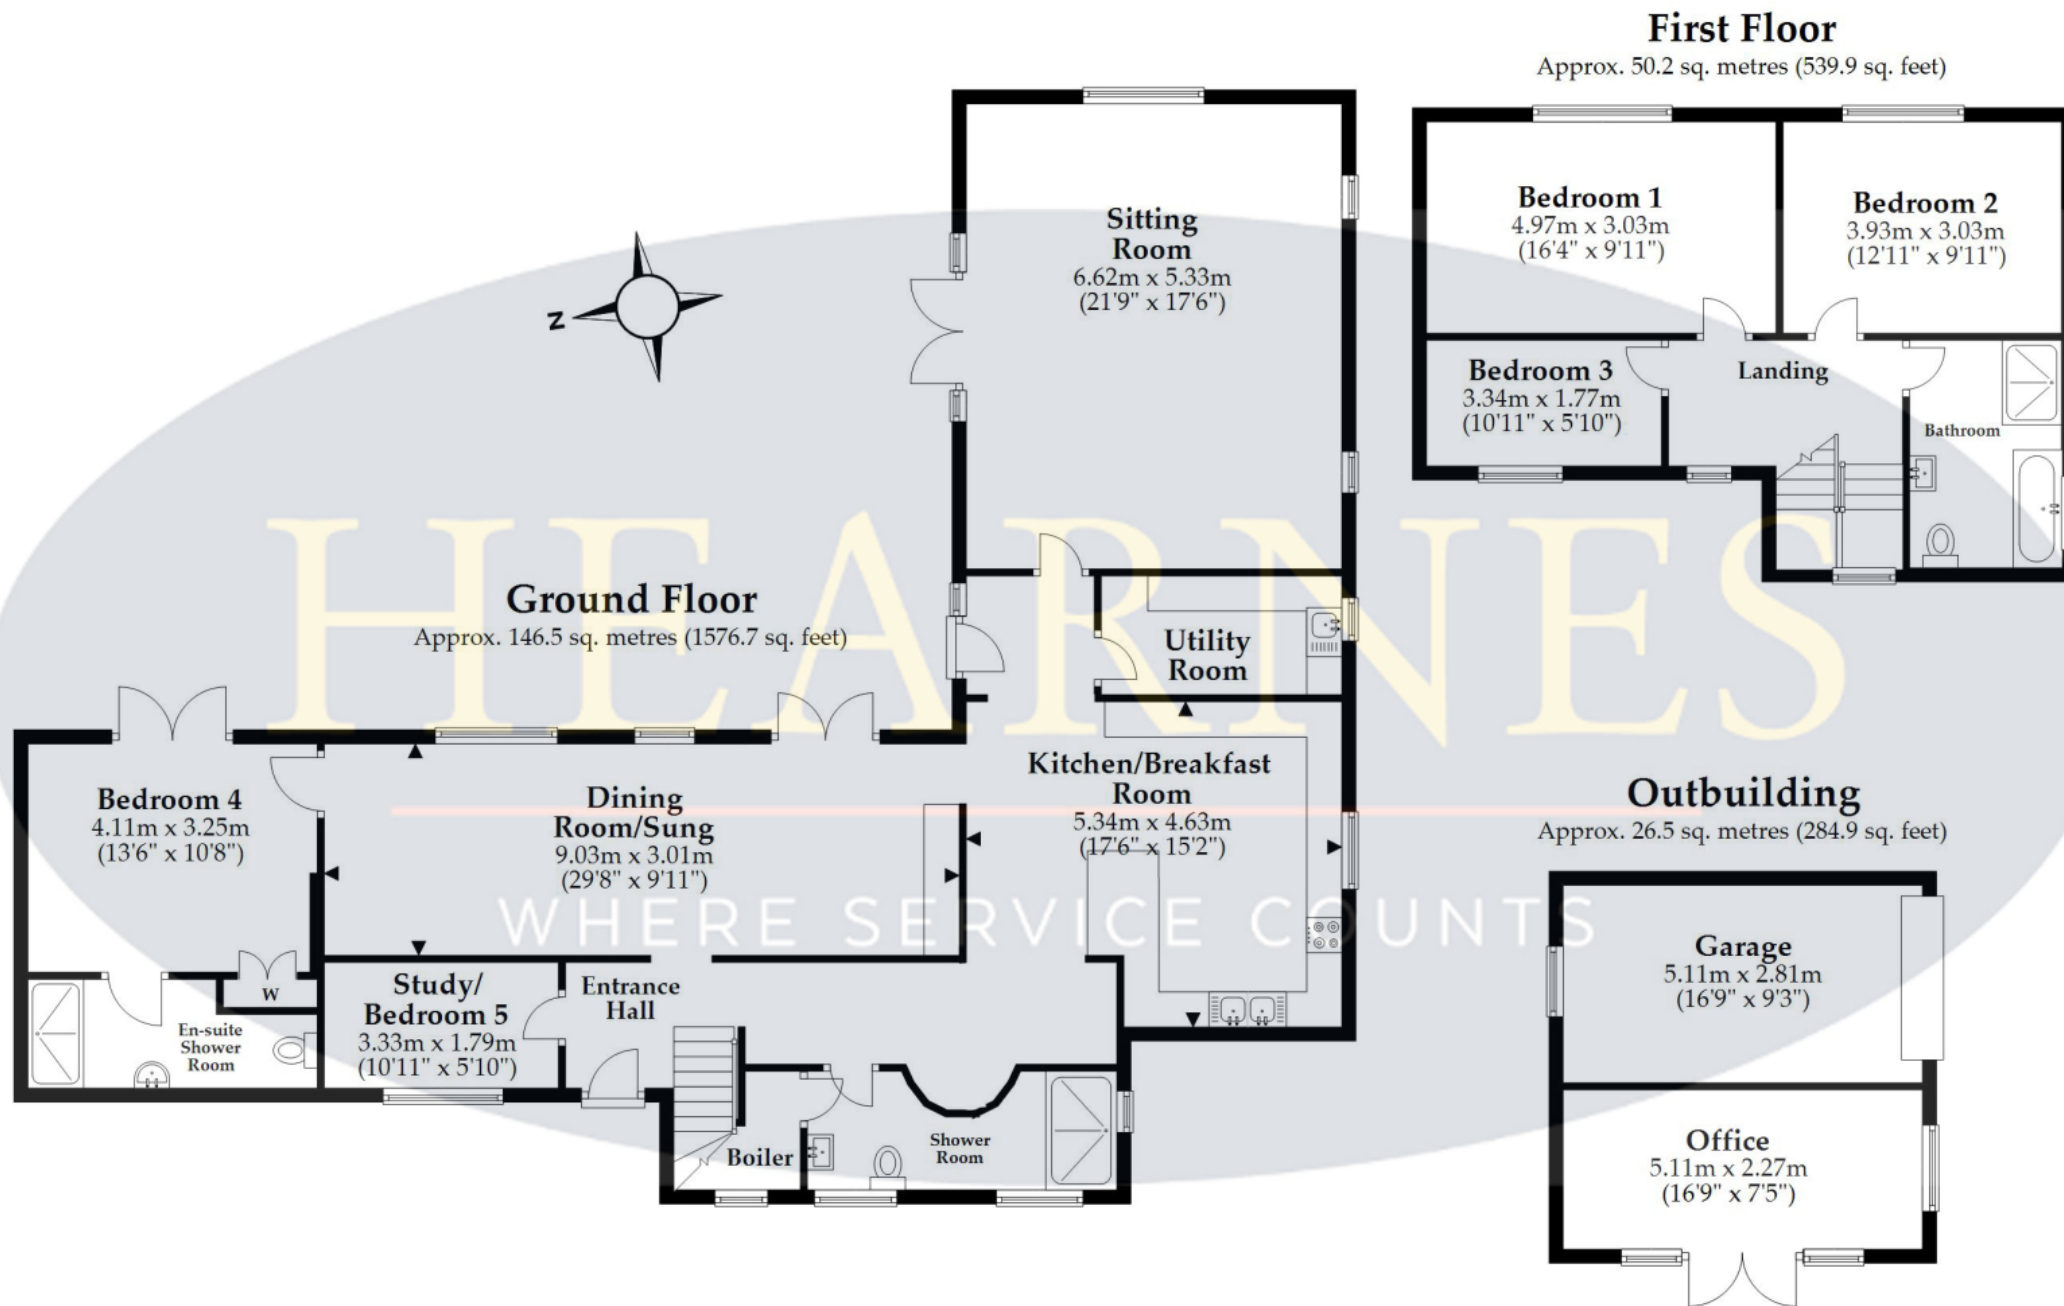 First Floor
Approx. 50.2 sq. metres (539.9 sq. feet)
Bedroom 1
4.97m x 3.03m
(16'4" x 9'11")
Bedroom 2
3.93m x 3.03m
(12'11" x 9'11")
Bedroom 3
3.34m x 1.77m
(10'11" x 5'10")
Landing
Bathroom
Sitting
Room
6.62m x 5.33m
(21'9" x 17'6")
N
HEARNES
WHERE SERVICE COUNTS
Ground Floor
Approx. 146.5 sq. metres (1576.7 sq. feet)
Utility
Room
Kitchen/Breakfast
Room
5.34m x 4.63m
(17'6" x 15'2")
Bedroom 4
4.11m x 3.25m
(13'6" x 10'8")
Dining
Room/Sung
9.03m x 3.01m
(29'8" x 9'11")
W
En-suite
Shower
Room
Study/
Bedroom 5
3.33m x 1.79m
(10'11" x 5'10")
Entrance
Hall
Boiler
Shower
Room
Outbuilding
Approx. 26.5 sq. metres (284.9 sq. feet)
Garage
5.11m x 2.81m
(16'9" x 9'3")
Office
5.11m x 2.27m
(16'9" x 7'5")